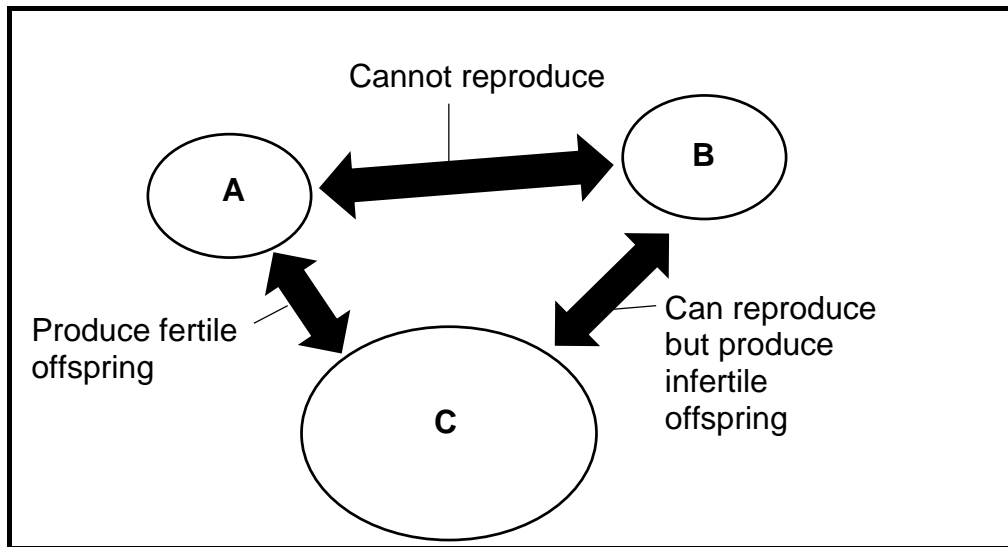 Cannot reproduce
A
B
Produce fertile
offspring
Can reproduce
but produce
infertile
offspring
C